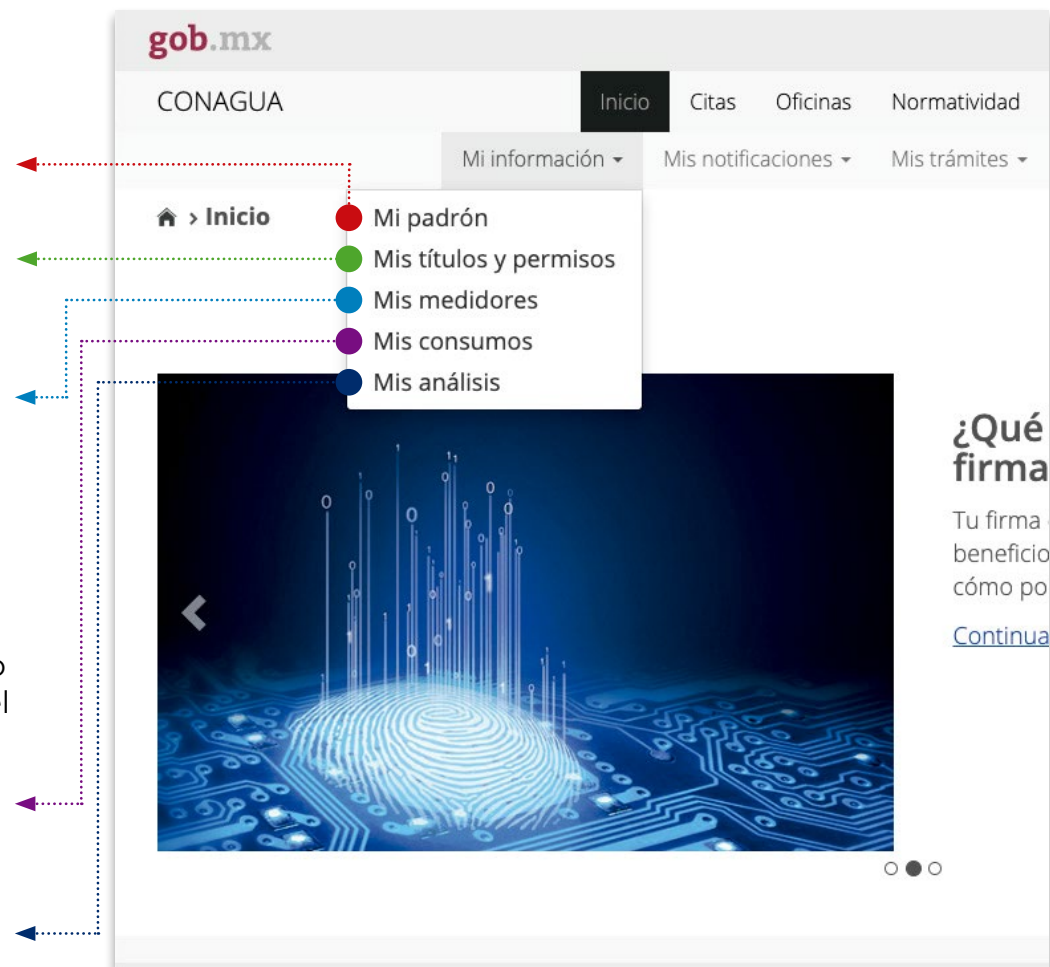 gob.mx
CONAGUA
Inicio Citas Oficinas Normatividad
Mi información Mis notificaciones Mis trámites
> Inicio
Mi padrón
Mis títulos y permisos
Mis medidores
Mis consumos
Mis análisis
¿Qué
firma
Tu firma
beneficio
cómo po
Continua